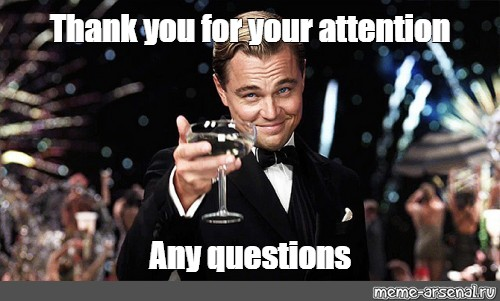 Thank you for your attention
Any questions
meme-arsenal.ru